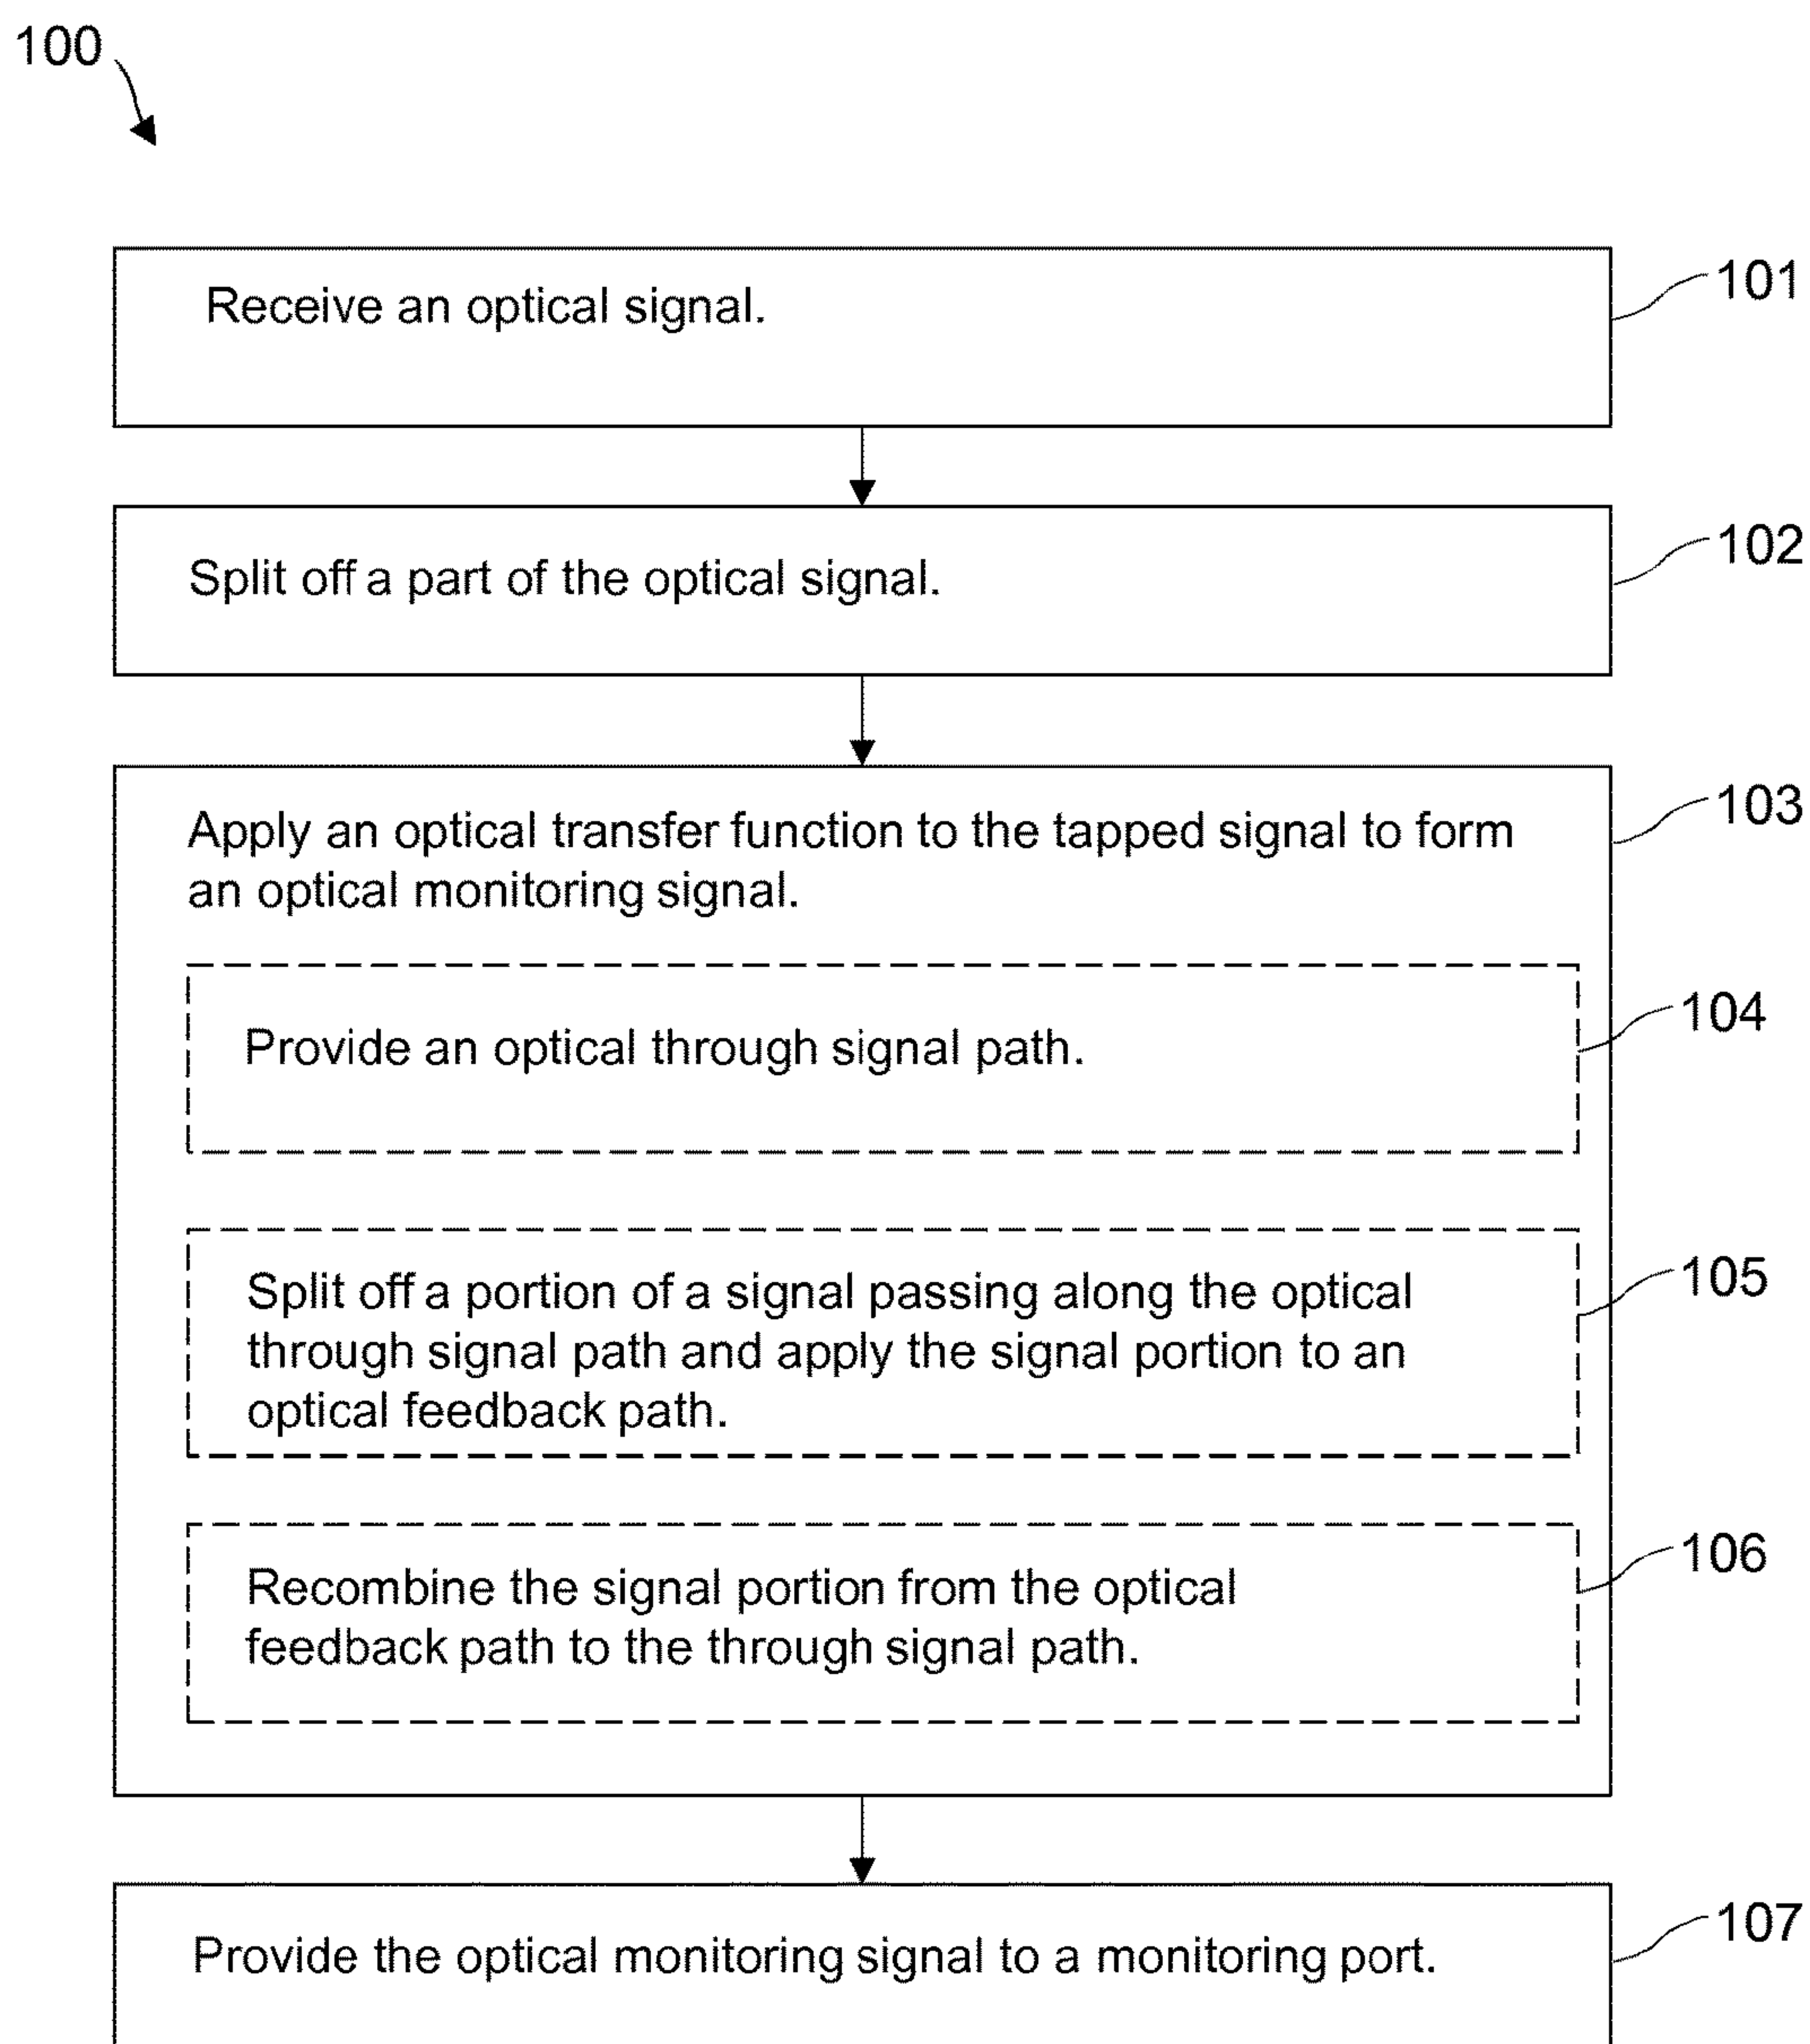 100
101
Receive an optical signal.
102
Split off a part of the optical signal.
103
Apply an optical transfer function to the tapped signal to form
an optical monitoring signal.
104
Provide an optical through signal path.
105
Split off a portion of a signal passing along the optical
through signal path and apply the signal portion to an
optical feedback path.
106
Recombine the signal portion from the optical
feedback path to the through signal path.
107
Provide the optical monitoring signal to a monitoring port.